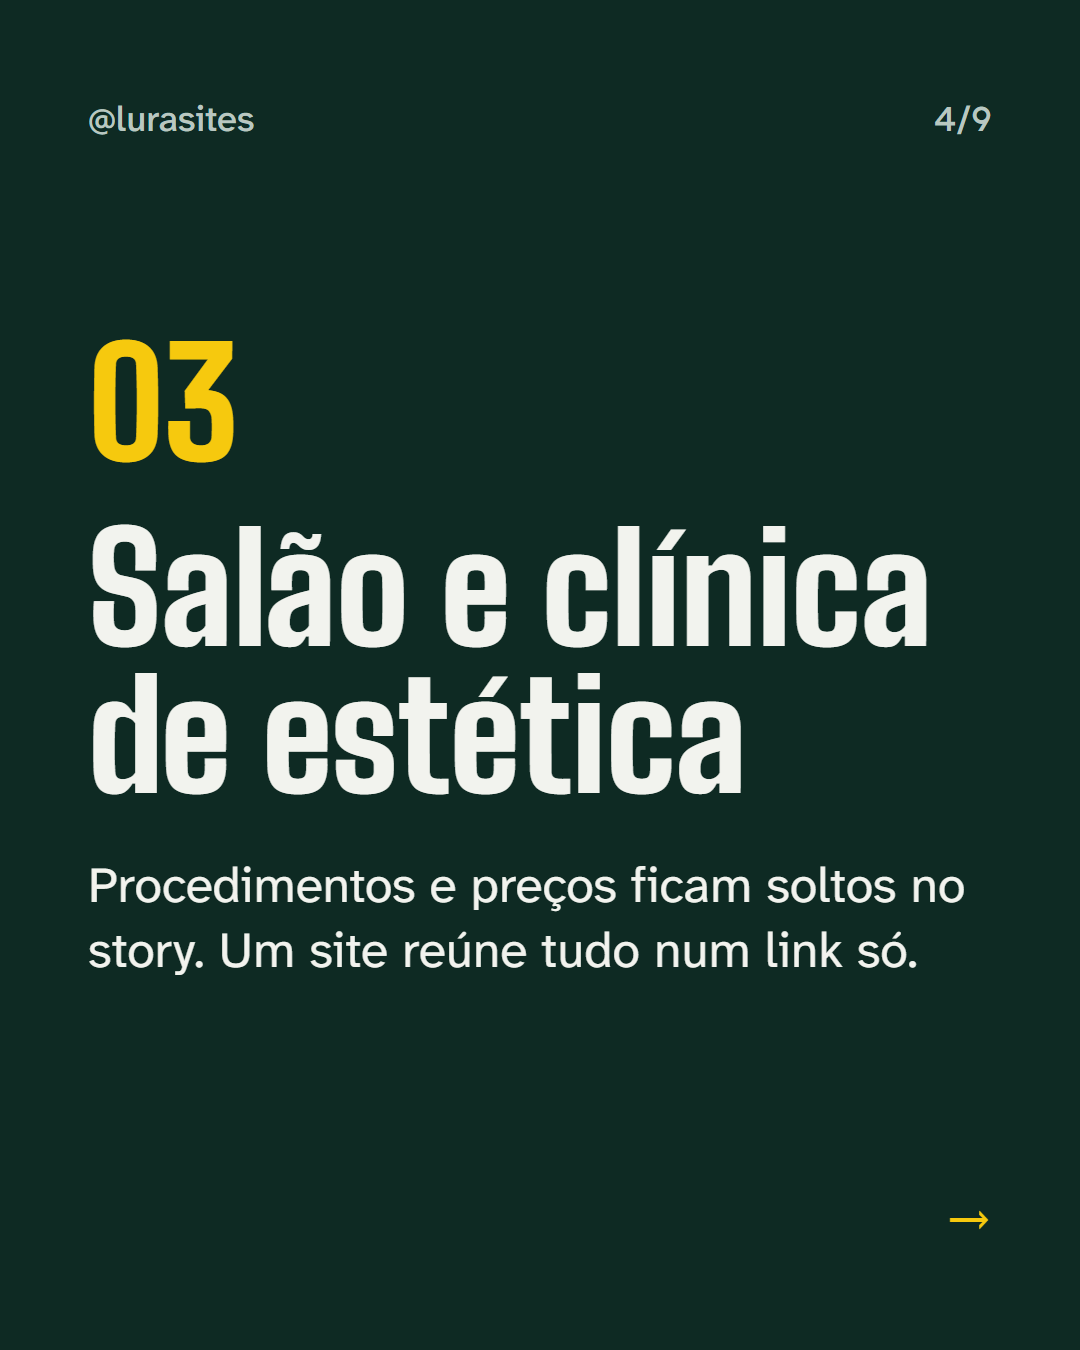 @lurasites
4/9
03
Salão e clínica
de estética
Procedimentos e preços ficam soltos no
story. Um site reúne tudo num link só.
→